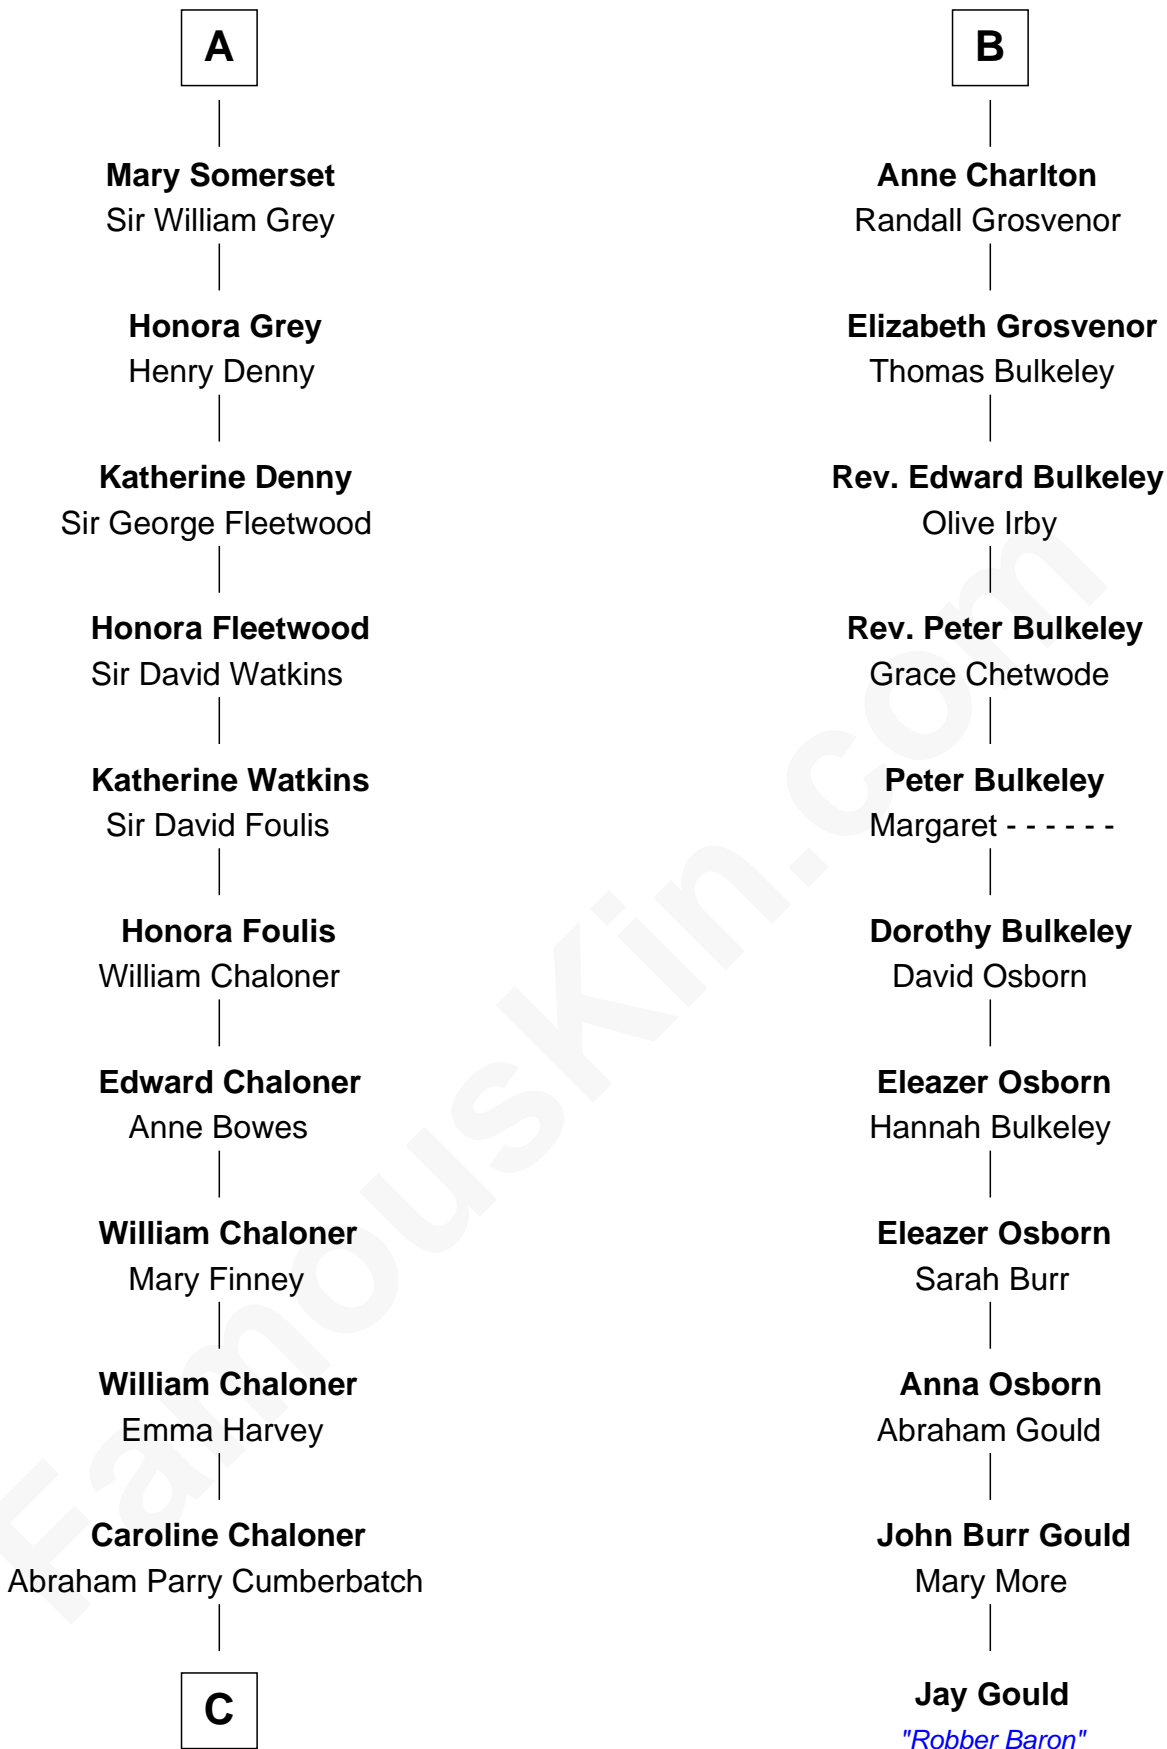 A
Mary Somerset
Sir William Grey
Honora Grey
Henry Denny
Katherine Denny
Sir George Fleetwood
Honora Fleetwood
Sir David Watkins
Katherine Watkins
Sir David Foulis
Honora Foulis
William Chaloner
Edward Chaloner
Anne Bowes
William Chaloner
Mary Finney
William Chaloner
Emma Harvey
Caroline Chaloner
Abraham Parry Cumberbatch
C
B
Anne Charlton
Randall Grosvenor
Elizabeth Grosvenor
Thomas Bulkeley
Rev. Edward Bulkeley
Olive Irby
Rev. Peter Bulkeley
Grace Chetwode
Peter Bulkeley
Margaret - - - - - -
Dorothy Bulkeley
David Osborn
Eleazer Osborn
Hannah Bulkeley
Eleazer Osborn
Sarah Burr
Anna Osborn
Abraham Gould
John Burr Gould
Mary More
Jay Gould
"Robber Baron"
FamousKin.com